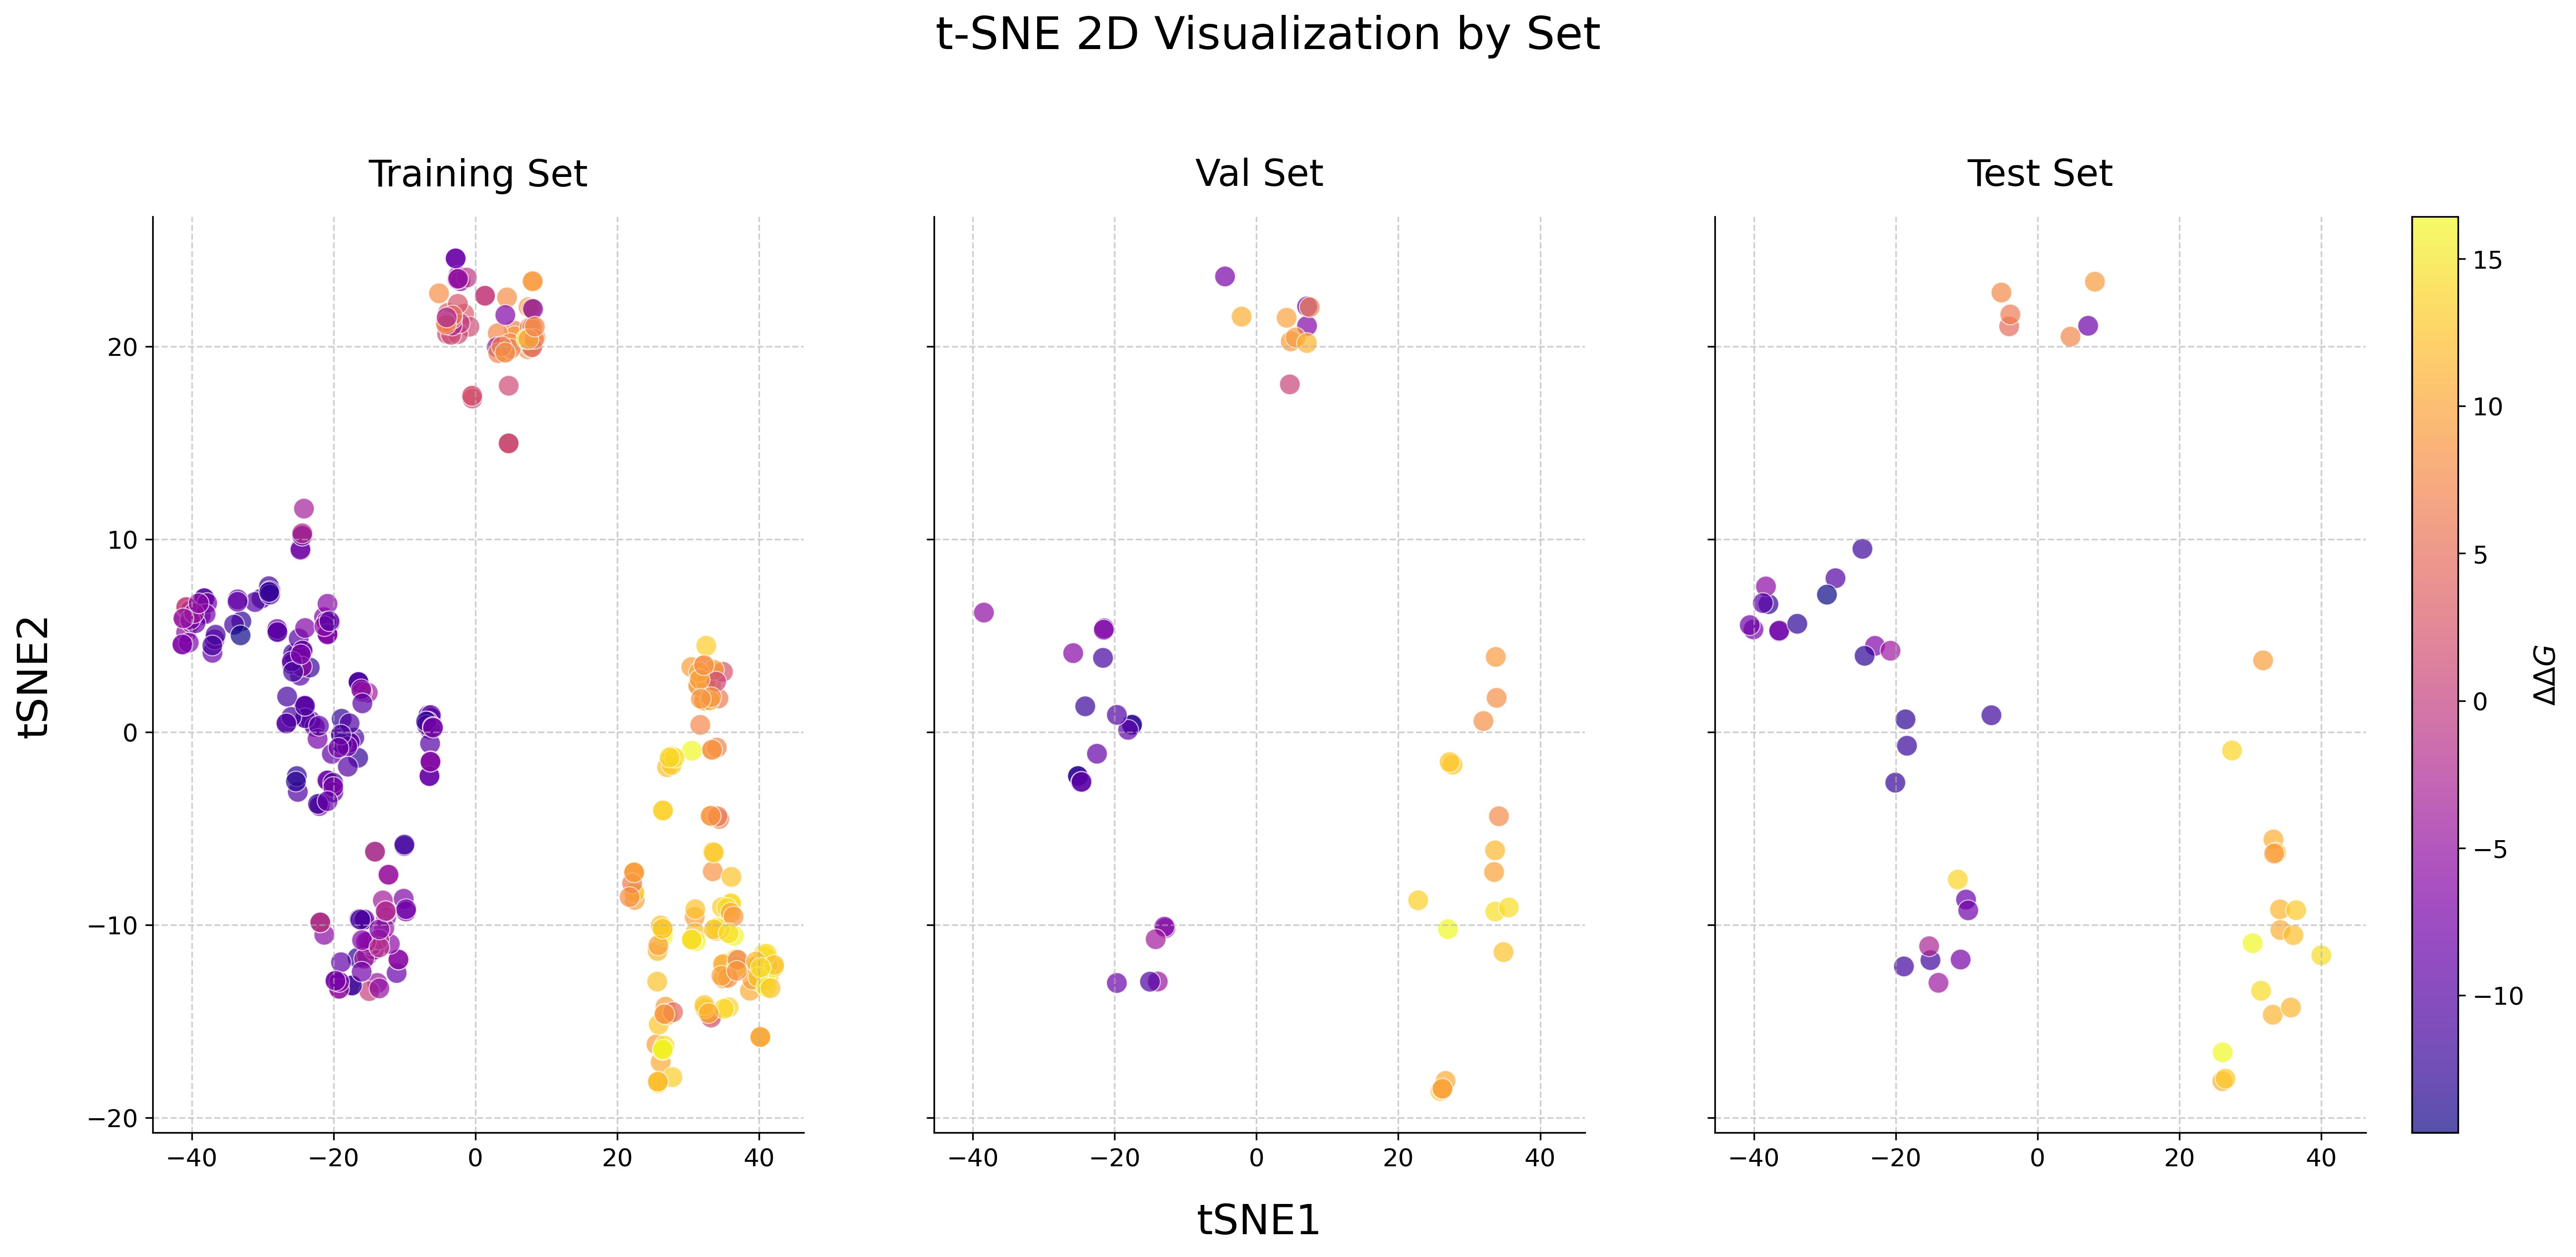 t-SNE 2D Visualization by Set
Training Set
Val Set
Test Set
tSNE2
20
10
0
−10
−20
−40 −20 0 20 40
−40 −20 0 20 40
−40 −20 0 20 40
tSNE1
15
10
5
0
−5
−10
ΔΔG